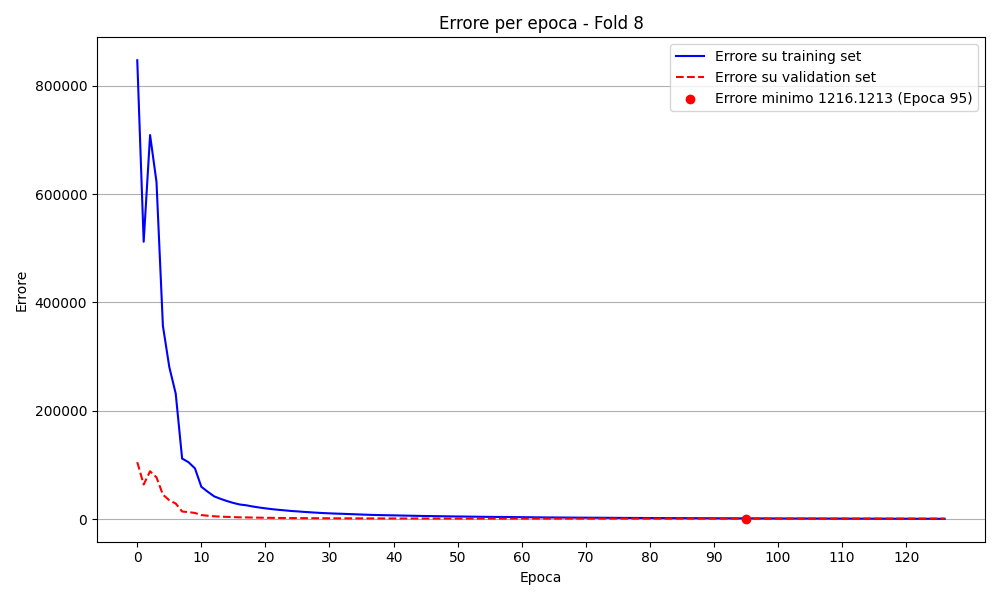 Errore per epoca - Fold 8
Errore su training set
Errore su validation set
Errore minimo 1216.1213 (Epoca 95)
Errore
800000
600000
400000
200000
0
0 10 20 30 40 50 60 70 80 90 100 110 120
Epoca